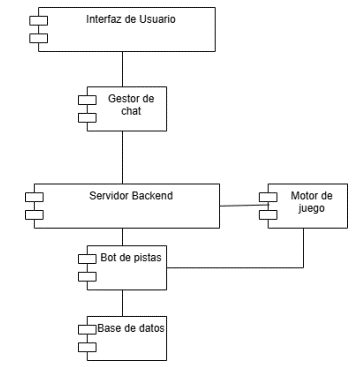 Interfaz de Usuario
Gestor de
chat
Servidor Backend
Motor de
juego
Bot de pistas
Base de datos